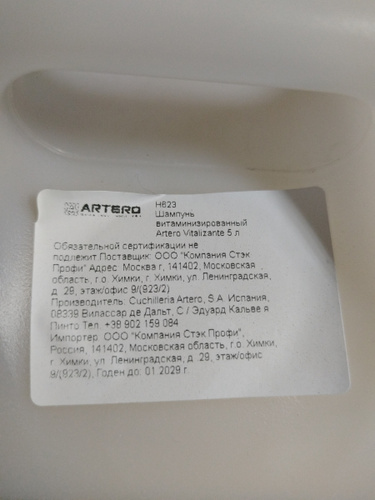 ARTERO
H623
Шампунь
витаминизированный
Artero Vitalizante 5 л
Обязательной сертификации не
подлежит.Поставщик: ООО "Компания Стэк
Профи" Адрес: Москва г, 141402, Московская
область, г.о. Химки, г. Химки, ул. Ленинградская,
д. 29, этаж/офис 9/(923/2)
Производитель: Cuchilleria Artero, S.A. Испания,
08339 Вилассар де Дальт, С / Эдуард Кальве я
Пинто Тел. +38 902 159 084
Импортер: ООО "Компания Стэк Профи",
Россия, 141402, Московская область, г.о. Химки,
г. Химки, ул. Ленинградская, д. 29, этаж/офис
9/(923/2), Годен до: 01.2029 г.